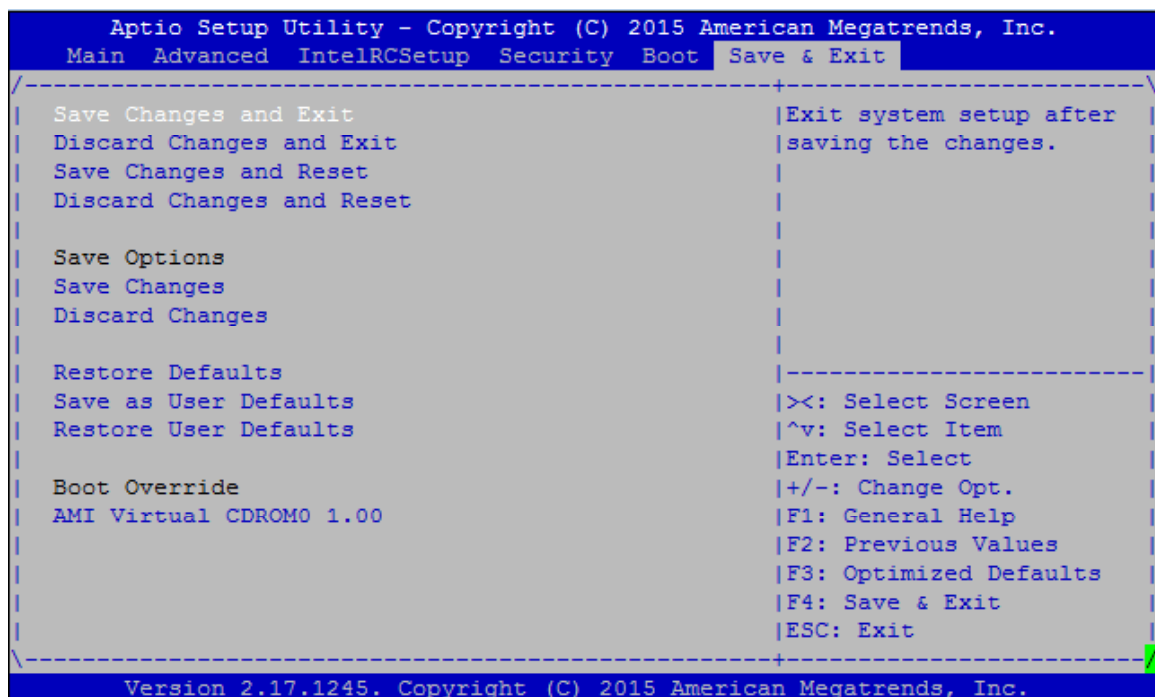 Aptio Setup Utility - Copyright (C) 2015 American Megatrends, Inc.
Main Advanced IntelRCSetup Security Boot Save & Exit
/----------------------------------------------------+-------------------------\
| Save Changes and Exit |Exit system setup after |
| Discard Changes and Exit |saving the changes. |
| Save Changes and Reset | |
| Discard Changes and Reset | |
| | |
| Save Options | |
| Save Changes | |
| Discard Changes | |
| | |
| Restore Defaults |-------------------------|
| Save as User Defaults |><: Select Screen |
| Restore User Defaults |^v: Select Item |
| |Enter: Select |
| Boot Override |+/-: Change Opt. |
| AMI Virtual CDROM0 1.00 |F1: General Help |
| |F2: Previous Values |
| |F3: Optimized Defaults |
| |F4: Save & Exit |
| |ESC: Exit |
\----------------------------------------------------+-------------------------/
Version 2.17.1245. Copyright (C) 2015 American Megatrends, Inc.